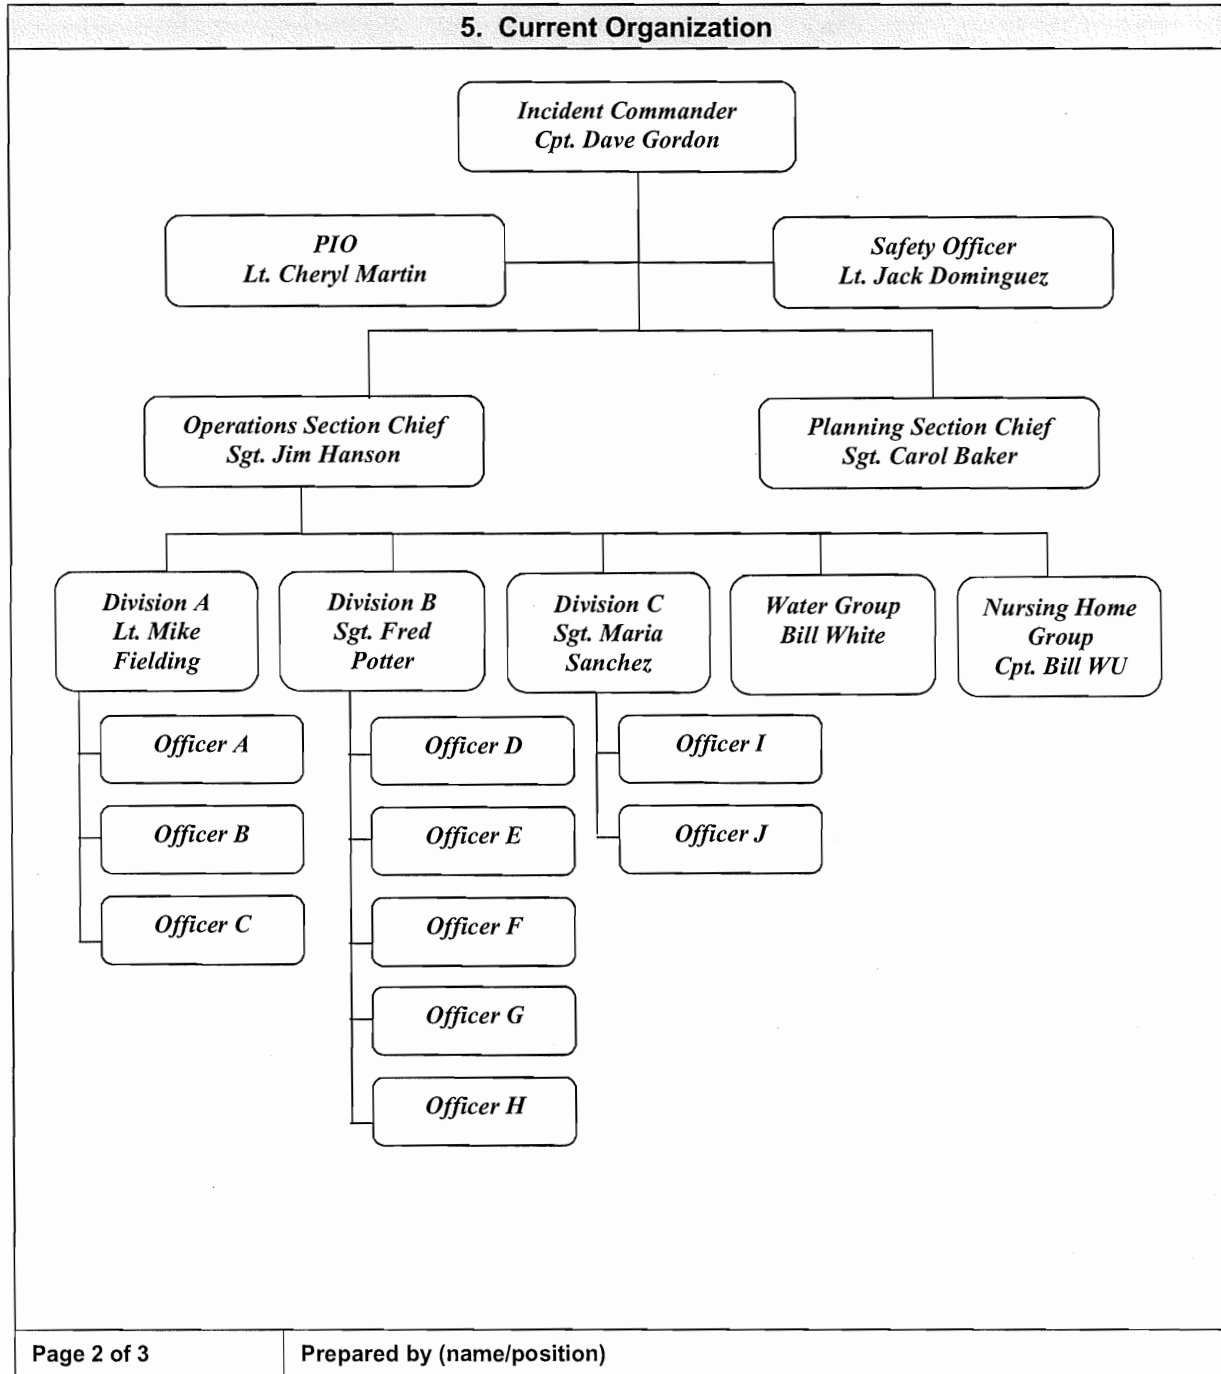 5. Current Organization
Incident Commander
Cpt. Dave Gordon
PIO
Lt. Cheryl Martin
Safety Officer
Lt. Jack Dominguez
Operations Section Chief
Sgt. Jim Hanson
Planning Section Chief
Sgt. Carol Baker
Division A
Lt. Mike
Fielding
Division B
Sgt. Fred
Potter
Division C
Sgt. Maria
Sanchez
Water Group
Bill White
Nursing Home
Group
Cpt. Bill WU
Officer A
Officer B
Officer C
Officer D
Officer E
Officer F
Officer G
Officer H
Officer I
Officer J
Page 2 of 3
Prepared by (name/position)